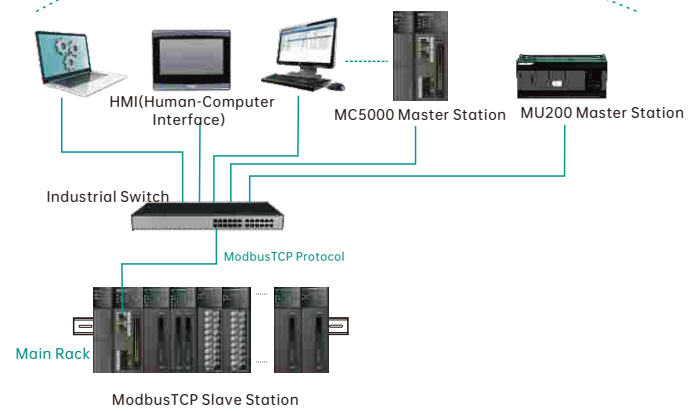 HMI(Human-Computer
Interface)
MC5000 Master Station
MU200 Master Station
Industrial Switch
ModbusTCP Protocol
Main Rack
ModbusTCP Slave Station